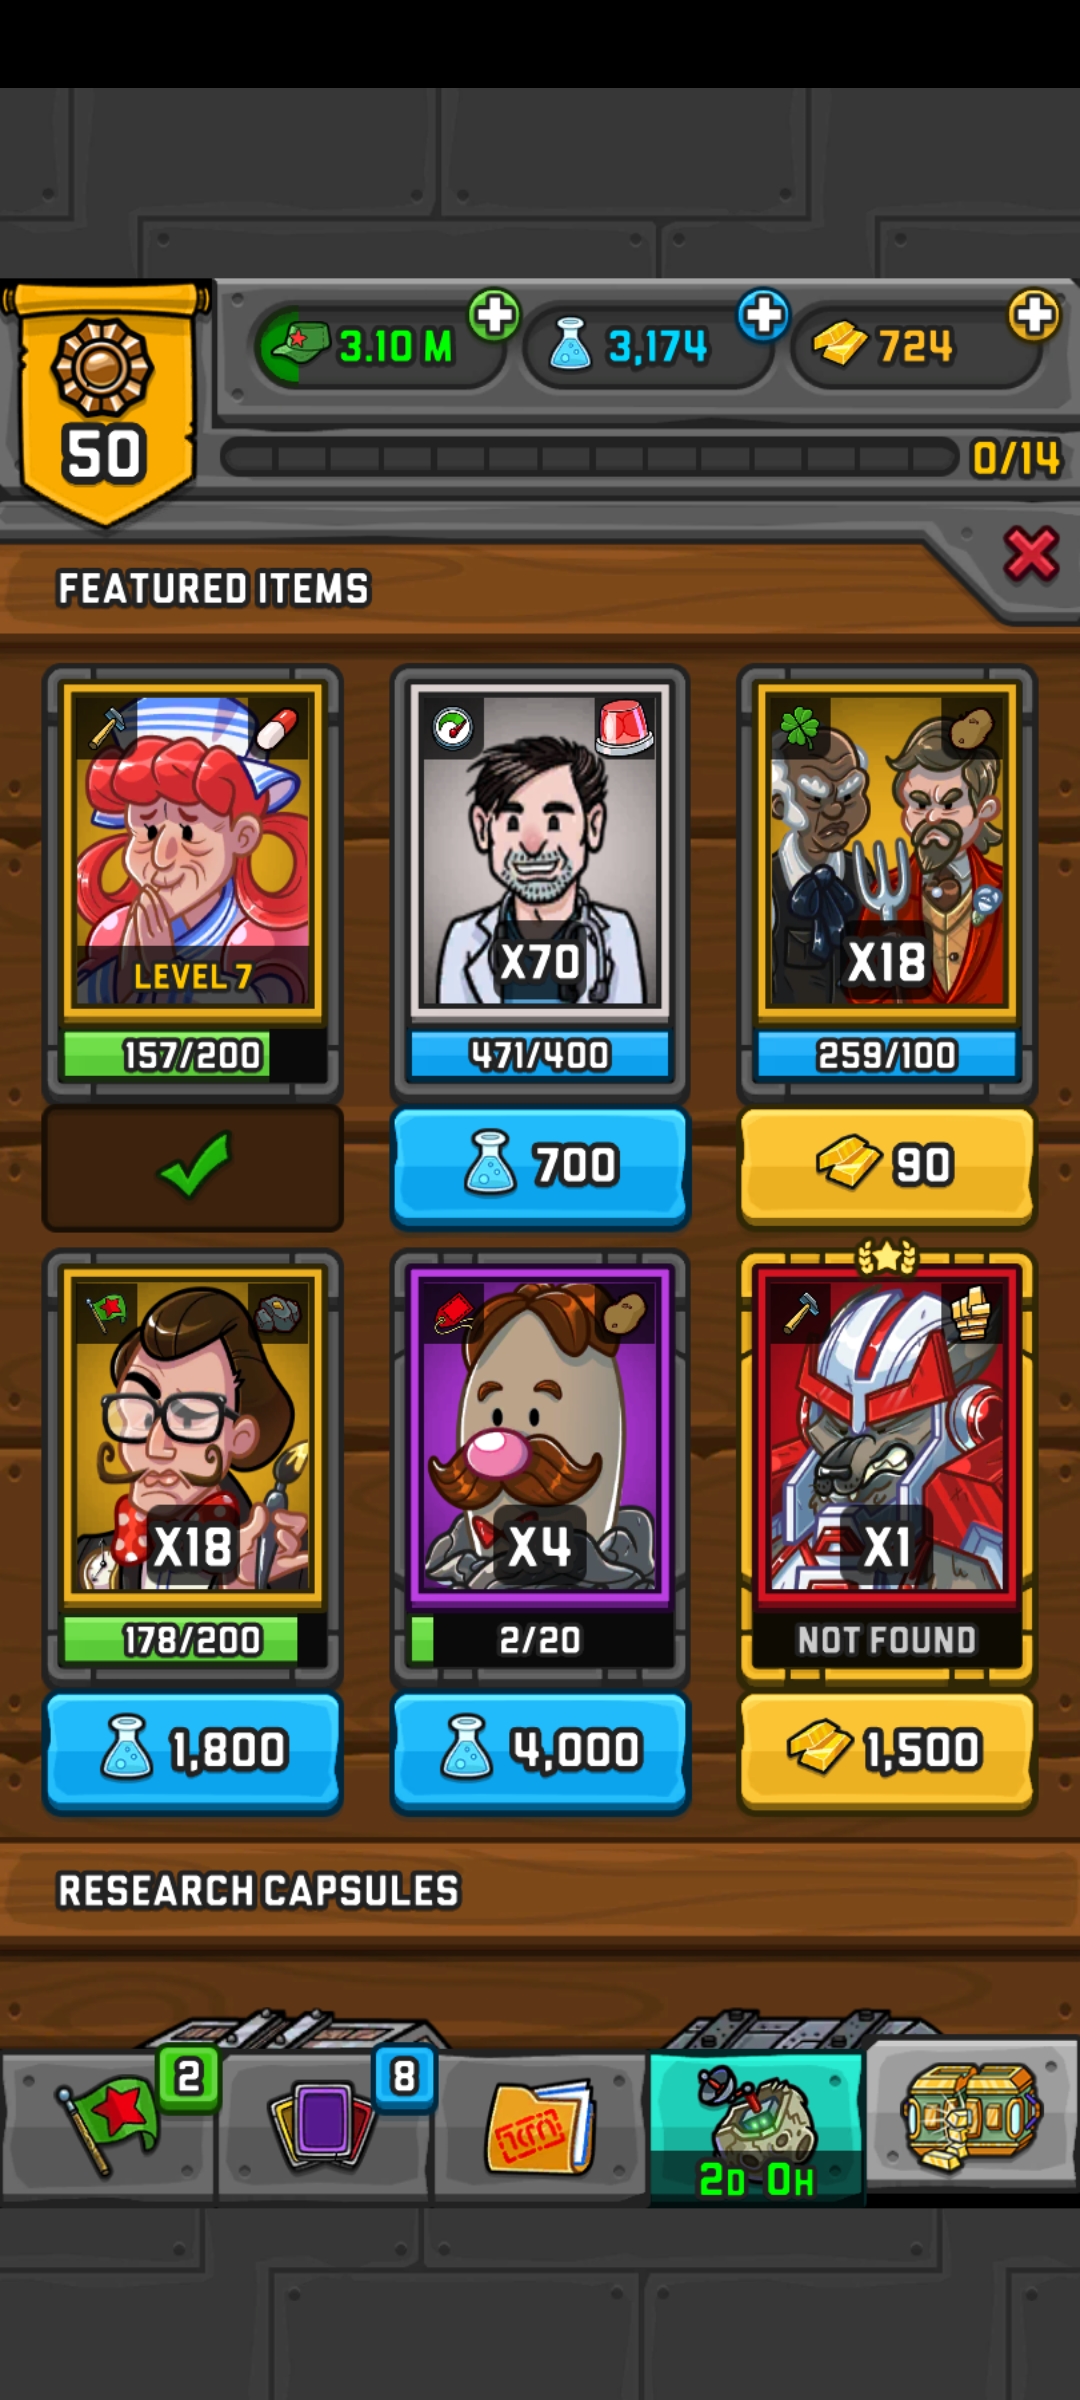 3.10 M
3,174
724
50
0/14
FEATURED ITEMS
LEVEL 7
X70
X18
157/200
471/400
259/100
700
90
X18
X4
X1
178/200
2/20
NOT FOUND
1,800
4,000
1,500
RESEARCH CAPSULES
2
8
2D 0H